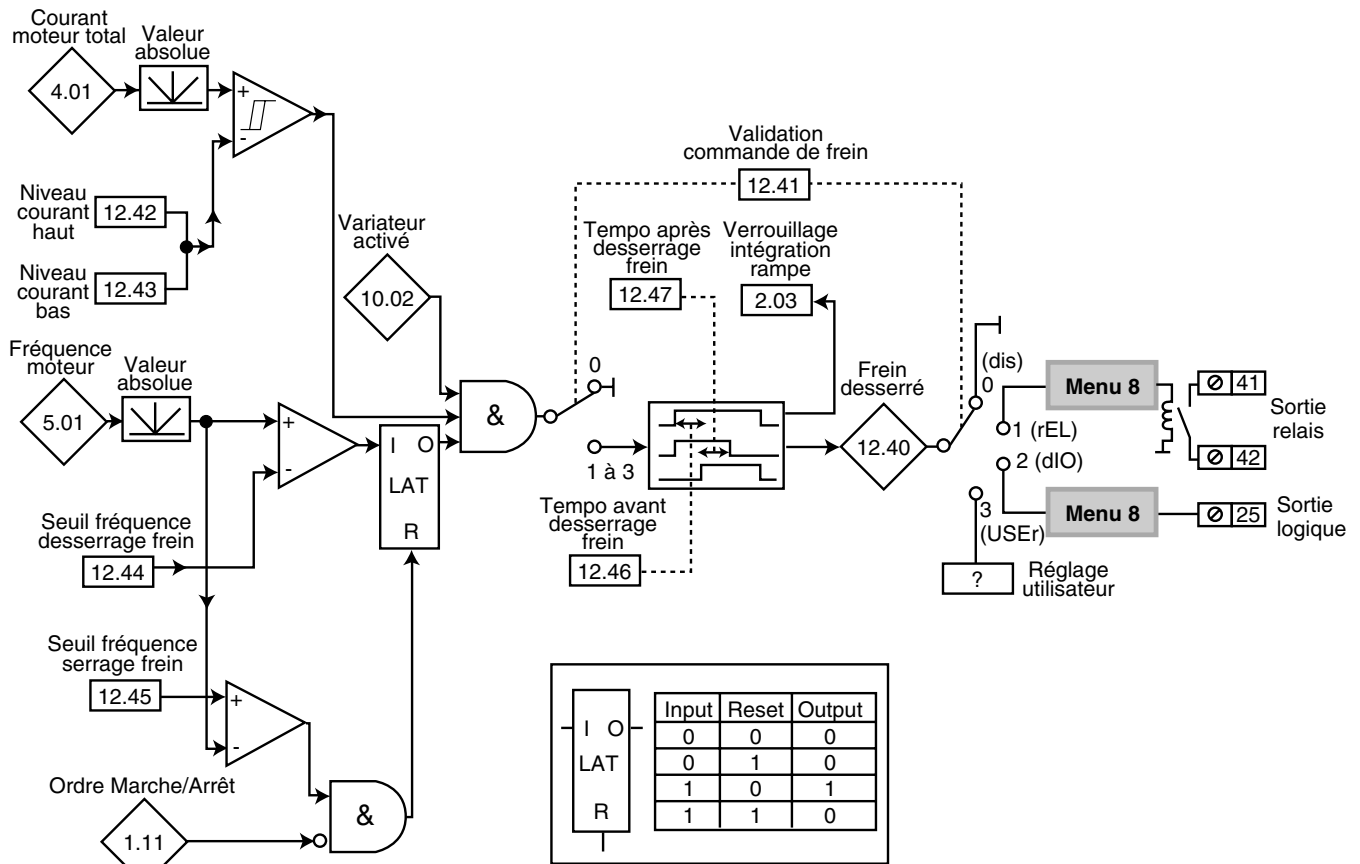 Courant
moteur total
4.01
Valeur
absolue
+
-
Niveau
courant
haut
12.42
Niveau
courant
bas
12.43
Variateur
activé
10.02
Fréquence
moteur
5.01
Valeur
absolue
+
-
I O
LAT
R
&
Seuil fréquence
desserrage frein
12.44
Seuil fréquence
serrage frein
12.45
+
-
Ordre Marche/Arrêt
1.11
&
Validation
commande de frein
12.41
Tempo après
desserrage
frein
12.47
Verrouillage
intégration
rampe
2.03
0
1 à 3
Tempo avant
desserrage
frein
12.46
Frein
desserré
12.40
(dis)
0
1 (rEL)
2 (dIO)
3
(USEr)
Menu 8
41
42
Sortie
relais
Menu 8
25
Sortie
logique
?
Réglage
utilisateur
I O
LAT
R
Input Reset Output
0 0 0
0 1 0
1 0 1
1 1 0